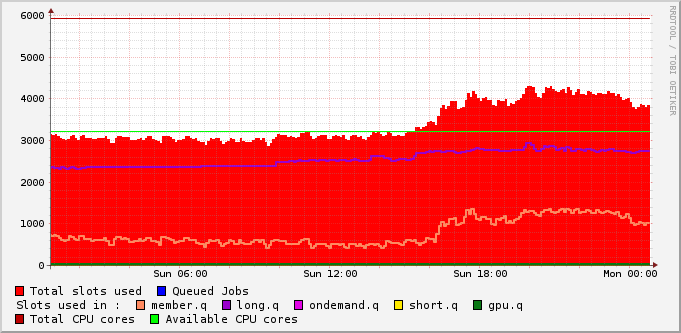 RRDTOOL / TOBI OETIKER
6000
5000
4000
3000
2000
1000
0
Sun 06:00 Sun 12:00 Sun 18:00 Mon 00:00
Total slots used Queued Jobs
Slots used in : member.q long.q ondemand.q short.q gpu.q
Total CPU cores Available CPU cores